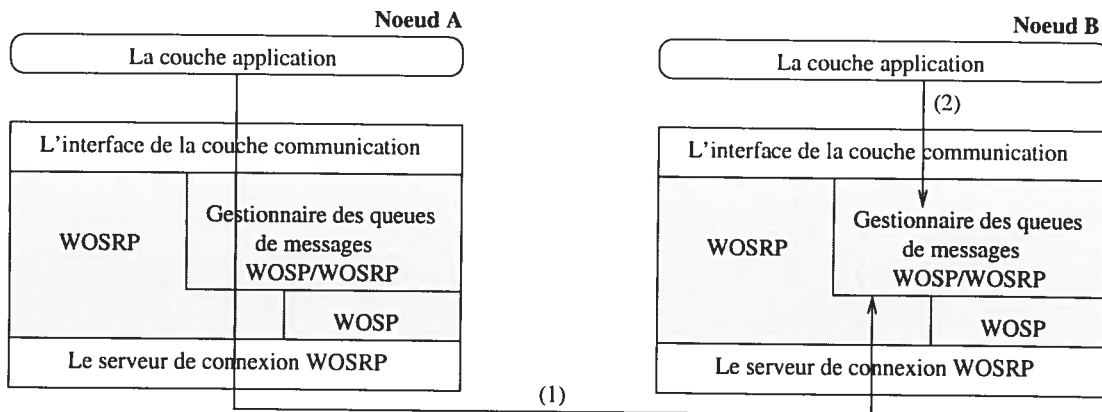 Noeud A
La couche application
L'interface de la couche communication
WOSRP
Gestionnaire des queues
de messages
WOSP/WOSRP
WOSP
Le serveur de connexion WOSRP
(1)
Noeud B
La couche application
(2)
L'interface de la couche communication
WOSRP
Gestionnaire des queues
de messages
WOSP/WOSRP
WOSP
Le serveur de connexion WOSRP